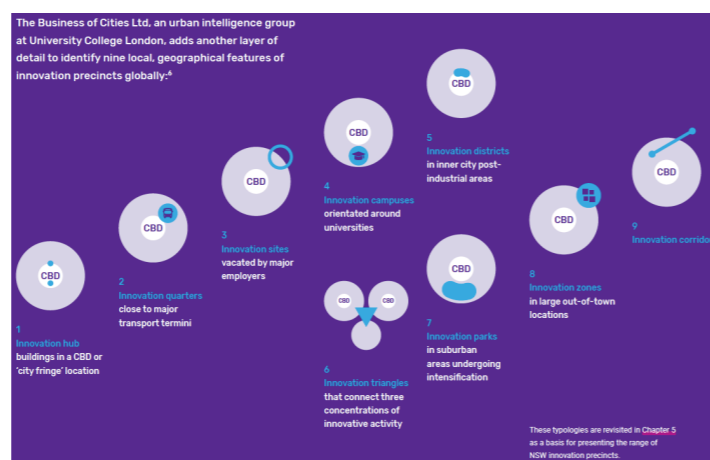 The Business of Cities Ltd, an urban intelligence group
at University College London, adds another layer of
detail to identify nine local, geographical features of
innovation precincts globally:6
CBD
1
Innovation hub
buildings in a CBD or
'city fringe' location
CBD
2
Innovation quarters
close to major
transport termini
CBD
3
Innovation sites
vacated by major
employers
CBD
4
Innovation campuses
orientated around
universities
CBD
5
Innovation districts
in inner city post-
industrial areas
CBD
CBD
6
Innovation triangles
that connect three
concentrations of
innovative activity
CBD
7
Innovation parks
in suburban
areas undergoing
intensification
CBD
8
Innovation zones
in large out-of-town
locations
CBD
9
Innovation corrido
These typologies are revisited in Chapter 5
as a basis for presenting the range of
NSW innovation precincts.